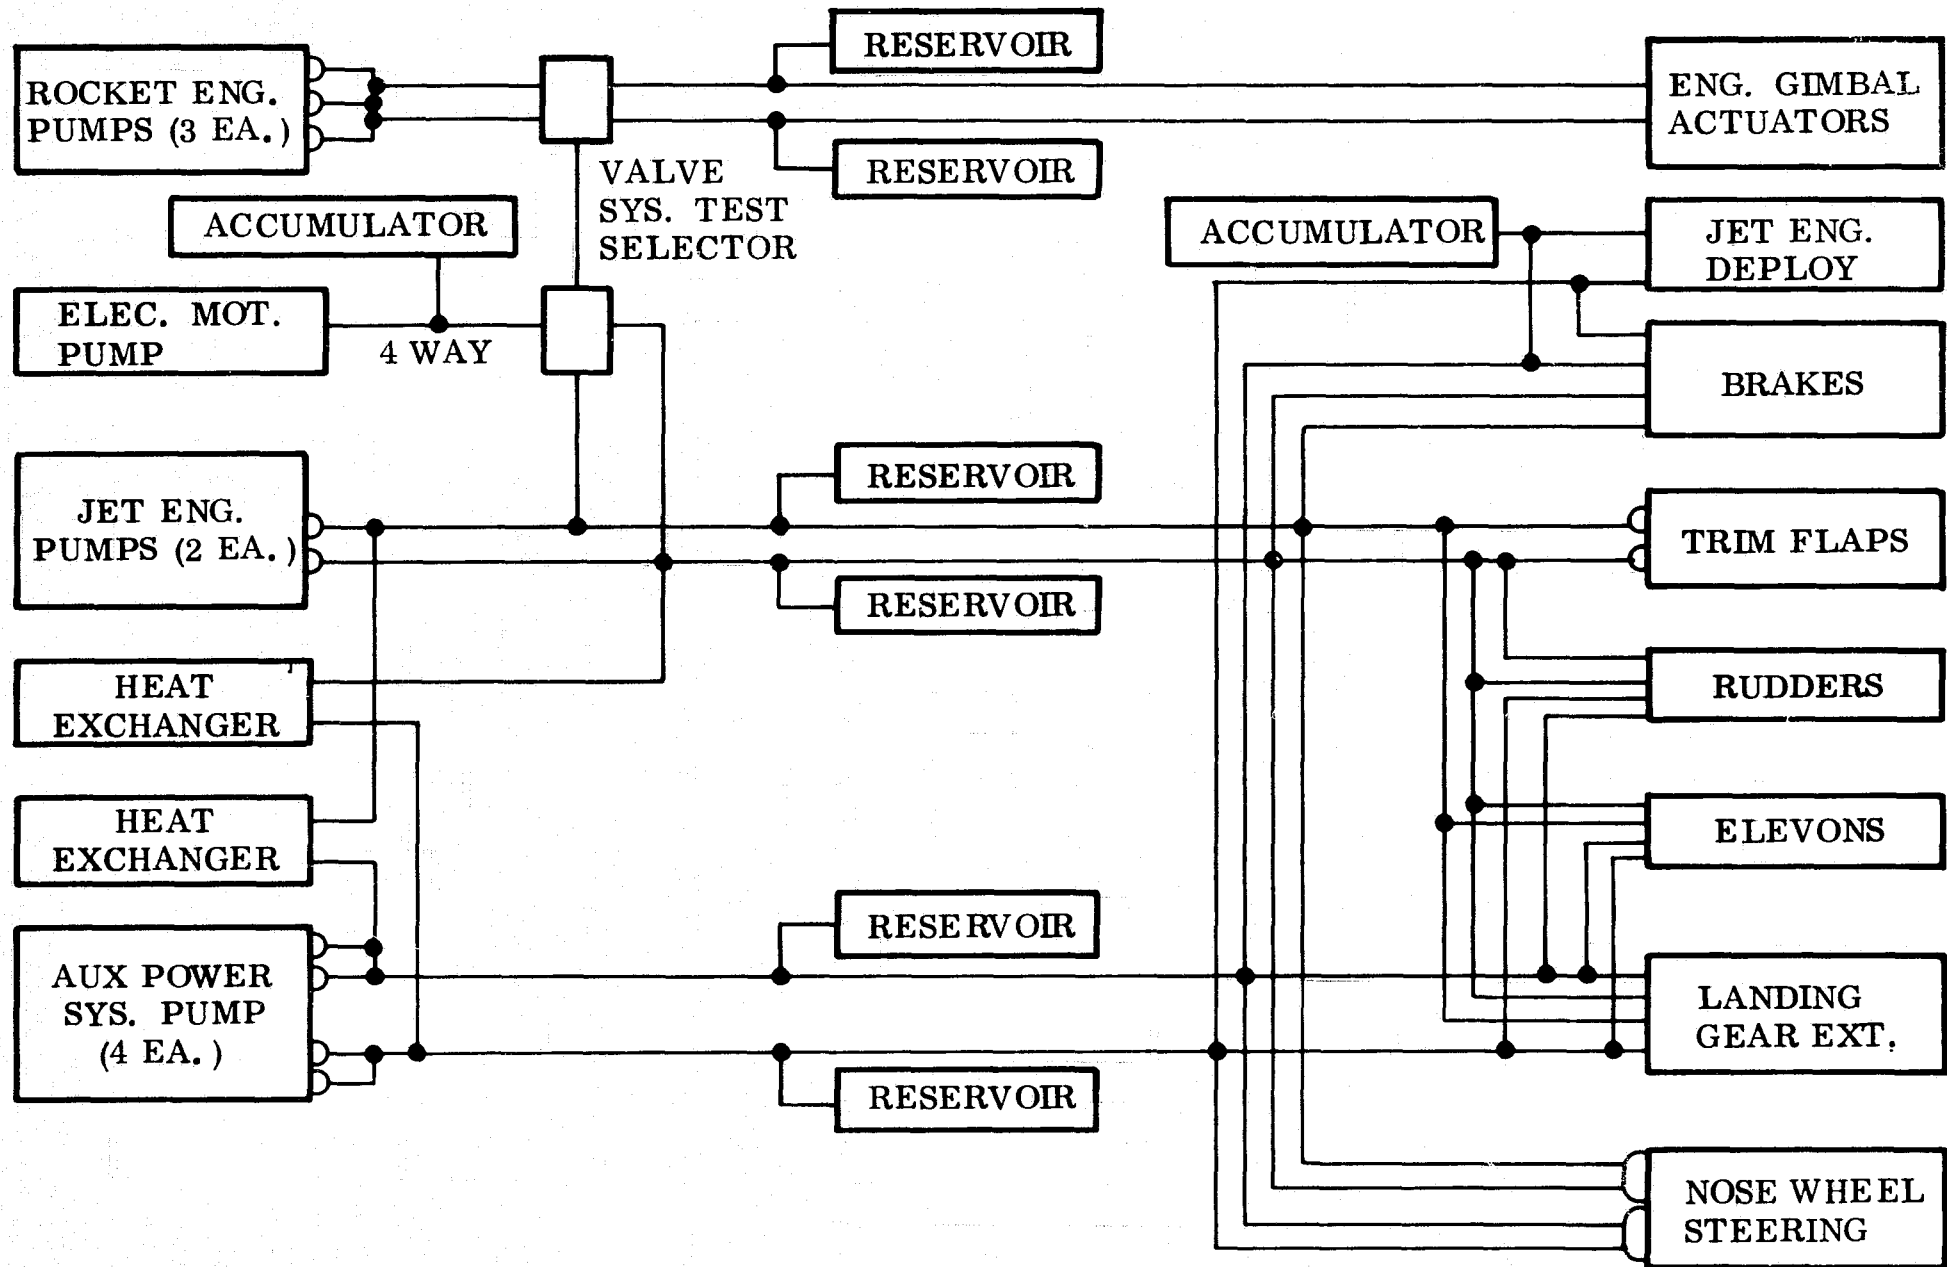 ROCKET ENG.
PUMPS (3 EA.)
RESERVOIR
RESERVOIR
ENG. GIMBAL
ACTUATORS
VALVE
SYS. TEST
SELECTOR
ACCUMULATOR
ELEC. MOT.
PUMP
4 WAY
ACCUMULATOR
JET ENG.
DEPLOY
BRAKES
JET ENG.
PUMPS (2 EA.)
RESERVOIR
RESERVOIR
TRIM FLAPS
HEAT
EXCHANGER
RUDDERS
HEAT
EXCHANGER
ELEVONS
AUX POWER
SYS. PUMP
(4 EA.)
RESERVOIR
RESERVOIR
LANDING
GEAR EXT.
NOSE WHEEL
STEERING